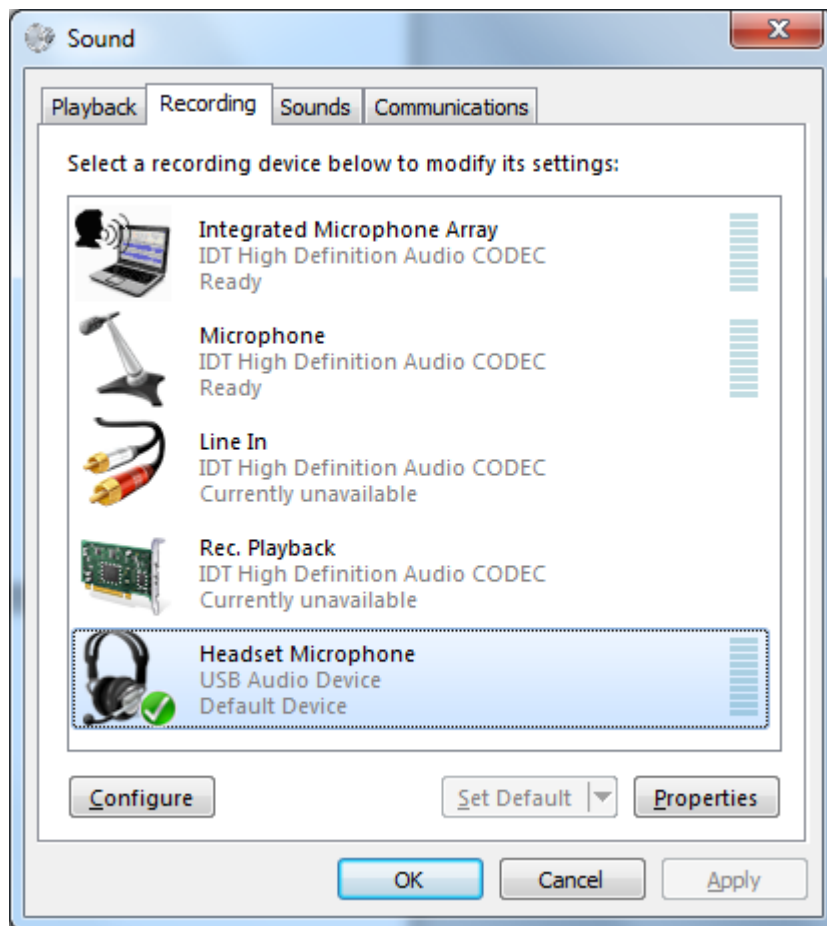 Sound
Playback Recording Sounds Communications
Select a recording device below to modify its settings:
Integrated Microphone Array
IDT High Definition Audio CODEC
Ready
Microphone
IDT High Definition Audio CODEC
Ready
Line In
IDT High Definition Audio CODEC
Currently unavailable
Rec. Playback
IDT High Definition Audio CODEC
Currently unavailable
Headset Microphone
USB Audio Device
Default Device
Configure Set Default Properties
OK Cancel Apply